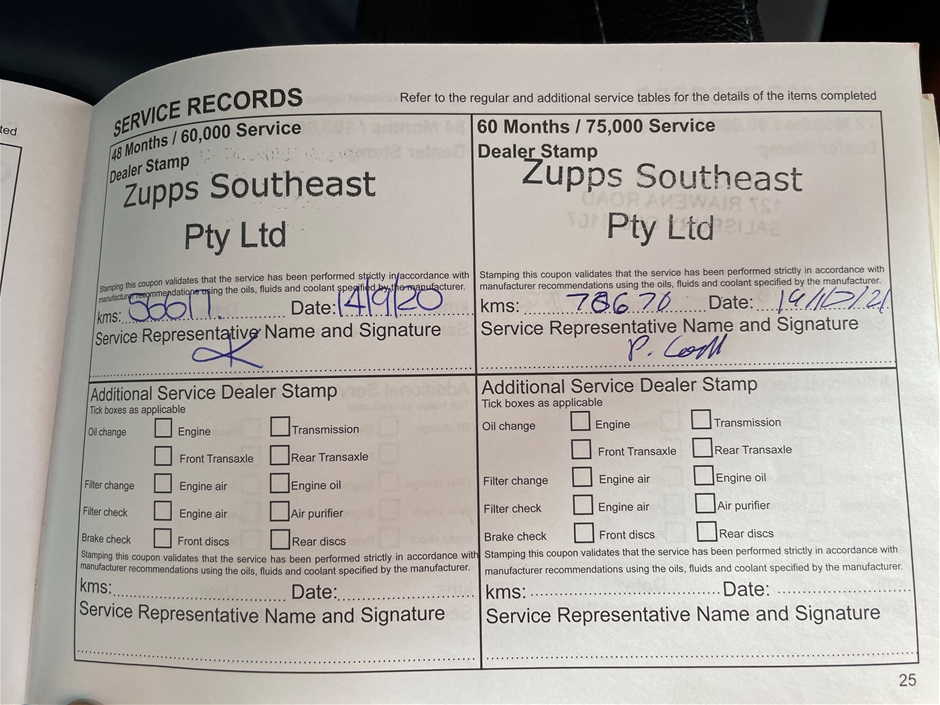 ted
SERVICE RECORDS
Refer to the regular and additional service tables for the details of the items completed
48 Months / 60,000 Service
Dealer Stamp
Zupps Southeast
Pty Ltd
Stamping this coupon validates that the service has been performed strictly in accordance with
manufacturer recommendations using the oils, fluids and coolant specified by the manufacturer.
kms: Date: 14/9/20
Service Representative Name and Signature
60 Months / 75,000 Service
Dealer Stamp
Zupps Southeast
Pty Ltd
Stamping this coupon validates that the service has been performed strictly in accordance with
manufacturer recommendations using the oils, fluids and coolant specified by the manufacturer.
kms: 78670 Date:
Service Representative Name and Signature
Additional Service Dealer Stamp
Tick boxes as applicable
Oil change Engine Transmission
Front Transaxle Rear Transaxle
Filter change Engine air Engine oil
Filter check Engine air Air purifier
Brake check Front discs Rear discs
Stamping this coupon validates that the service has been performed strictly in accordance with
manufacturer recommendations using the oils, fluids and coolant specified by the manufacturer.
kms: Date:
Service Representative Name and Signature
Additional Service Dealer Stamp
Tick boxes as applicable
Oil change Engine Transmission
Front Transaxle Rear Transaxle
Filter change Engine air Engine oil
Filter check Engine air Air purifier
Brake check Front discs Rear discs
Stamping this coupon validates that the service has been performed strictly in accordance with
manufacturer recommendations using the oils, fluids and coolant specified by the manufacturer.
kms: Date:
Service Representative Name and Signature
25